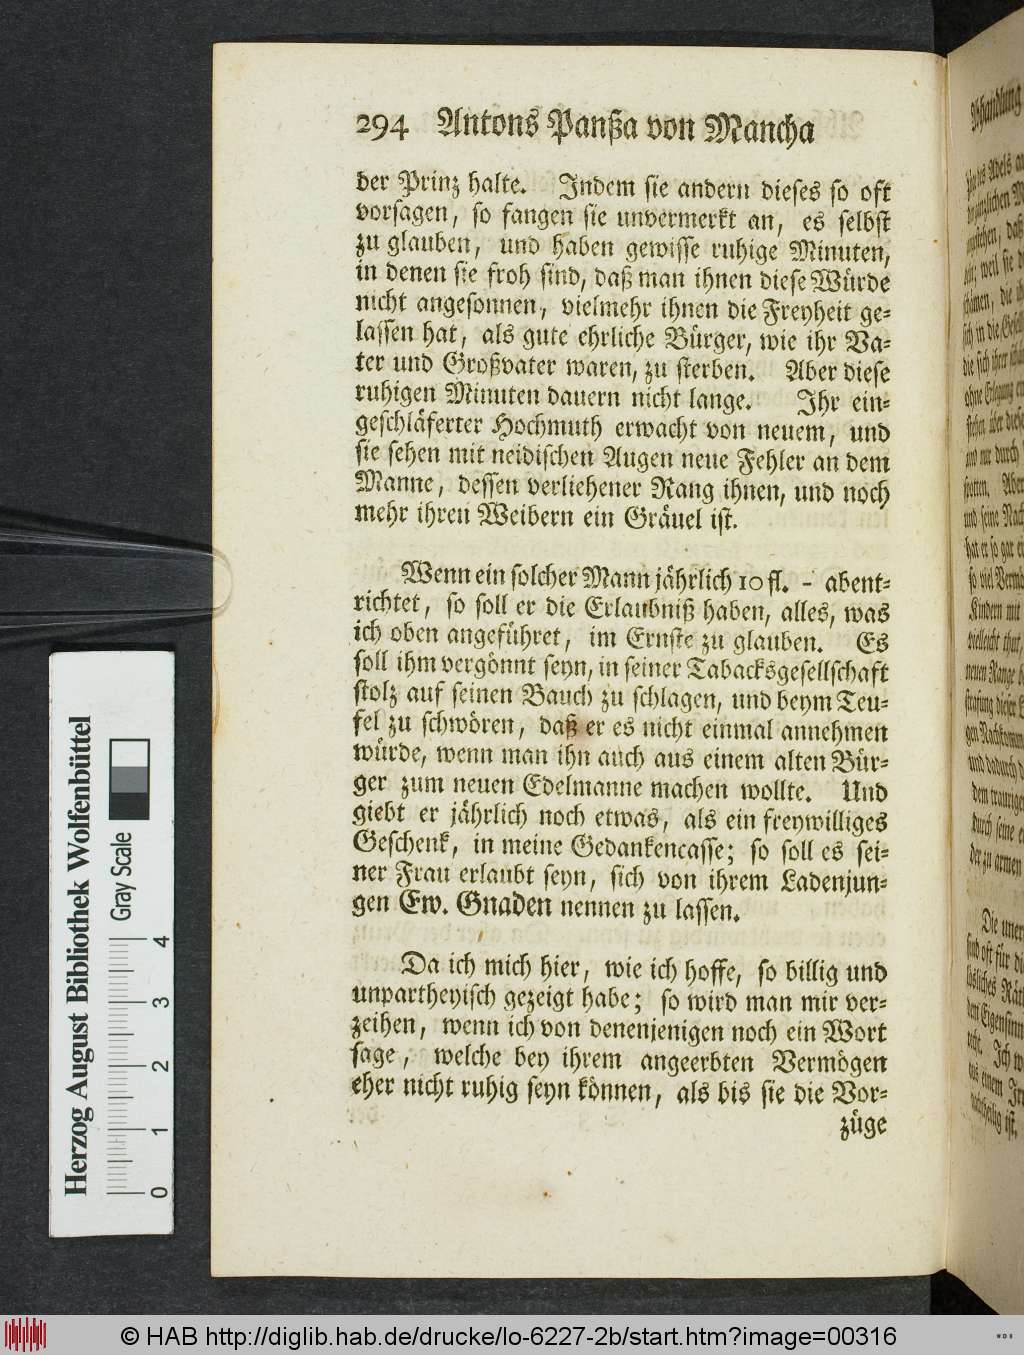 294 Antons Panßa von Mancha
der Prinz halte. Indem sie andern dieses so oft
vorsagen, so fangen sie unvermerkt an, es selbst
zu glauben, und haben gewisse ruhige Minuten,
in denen sie froh sind, daß man ihnen diese Würde
nicht angesonnen, vielmehr ihnen die Freyheit ge=
lassen hat, als gute ehrliche Bürger, wie ihr Va=
ter und Großvater waren, zu sterben. Aber diese
ruhigen Minuten dauern nicht lange. Ihr ein=
geschläferter Hochmuth erwacht von neuem, und
sie sehen mit neidischen Augen neue Fehler an dem
Manne, dessen verliehener Rang ihnen, und noch
mehr ihren Weibern ein Gräuel ist.
Wenn ein solcher Mann jährlich 10 fl. - abent=
richtet, so soll er die Erlaubniß haben, alles, was
ich oben angeführet, im Ernste zu glauben. Es
soll ihm vergönnt seyn, in seiner Tabacksgesellschaft
stolz auf seinen Bauch zu schlagen, und beym Teu=
fel zu schwören, daß er es nicht einmal annehmen
würde, wenn man ihn auch aus einem alten Bür=
ger zum neuen Edelmanne machen wollte. Und
giebt er jährlich noch etwas, als ein freywilliges
Geschenk, in meine Gedankencasse; so soll es sei=
ner Frau erlaubt seyn, sich von ihrem Ladenjun=
gen Ew. Gnaden nennen zu lassen.
Da ich mich hier, wie ich hoffe, so billig und
unpartheyisch gezeigt habe; so wird man mir ver=
zeihen, wenn ich von denenjenigen noch ein Wort
sage, welche bey ihrem angeerbten Vermögen
eher nicht ruhig seyn können, als bis sie die Vor=
züge
Herzog August Bibliothek Wolfenbüttel
Gray Scale
0 1 2 3 4
© HAB http://diglib.hab.de/drucke/lo-6227-2b/start.htm?image=00316